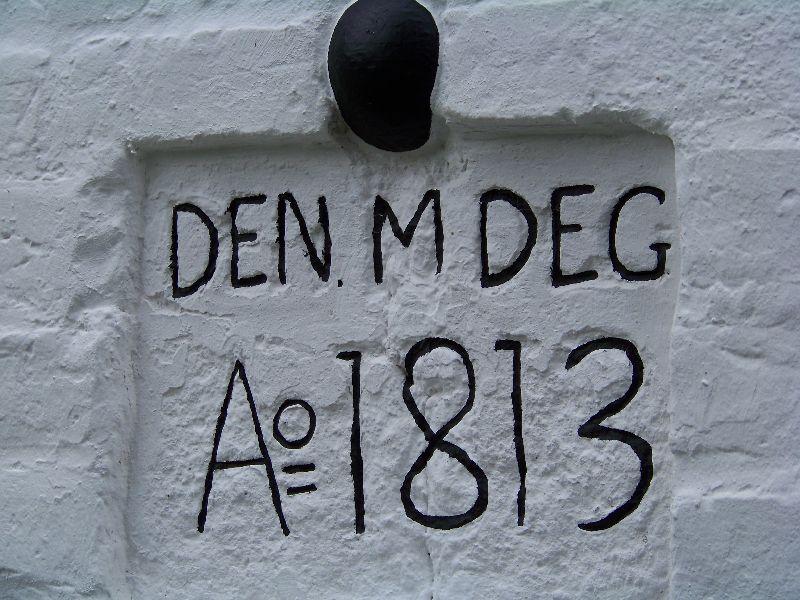 DEN. M DEG
Aº 1813